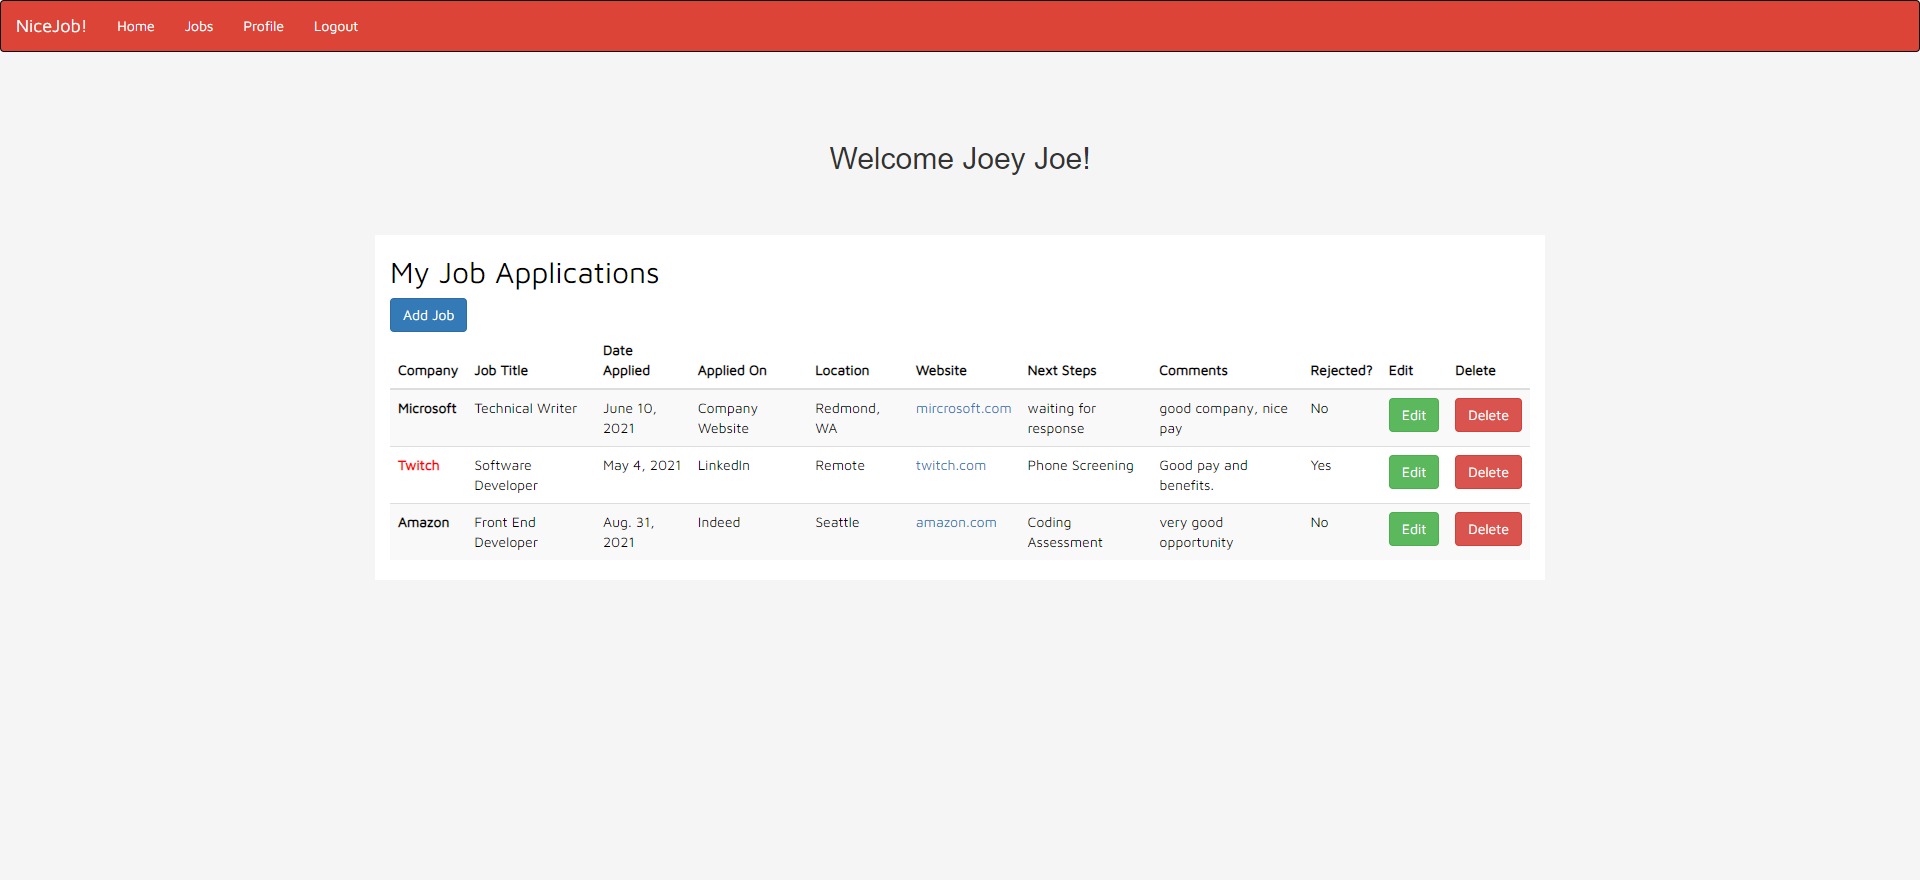 NiceJob! Home Jobs Profile Logout
Welcome Joey Joe!
My Job Applications
Add Job
Company Job Title Date Applied Applied On Location Website Next Steps Comments Rejected? Edit Delete
Microsoft Technical Writer June 10, 2021 Company Website Redmond, WA mircrosoft.com waiting for response good company, nice pay No Edit Delete
Twitch Software Developer May 4, 2021 LinkedIn Remote twitch.com Phone Screening Good pay and benefits. Yes Edit Delete
Amazon Front End Developer Aug. 31, 2021 Indeed Seattle amazon.com Coding Assessment very good opportunity No Edit Delete